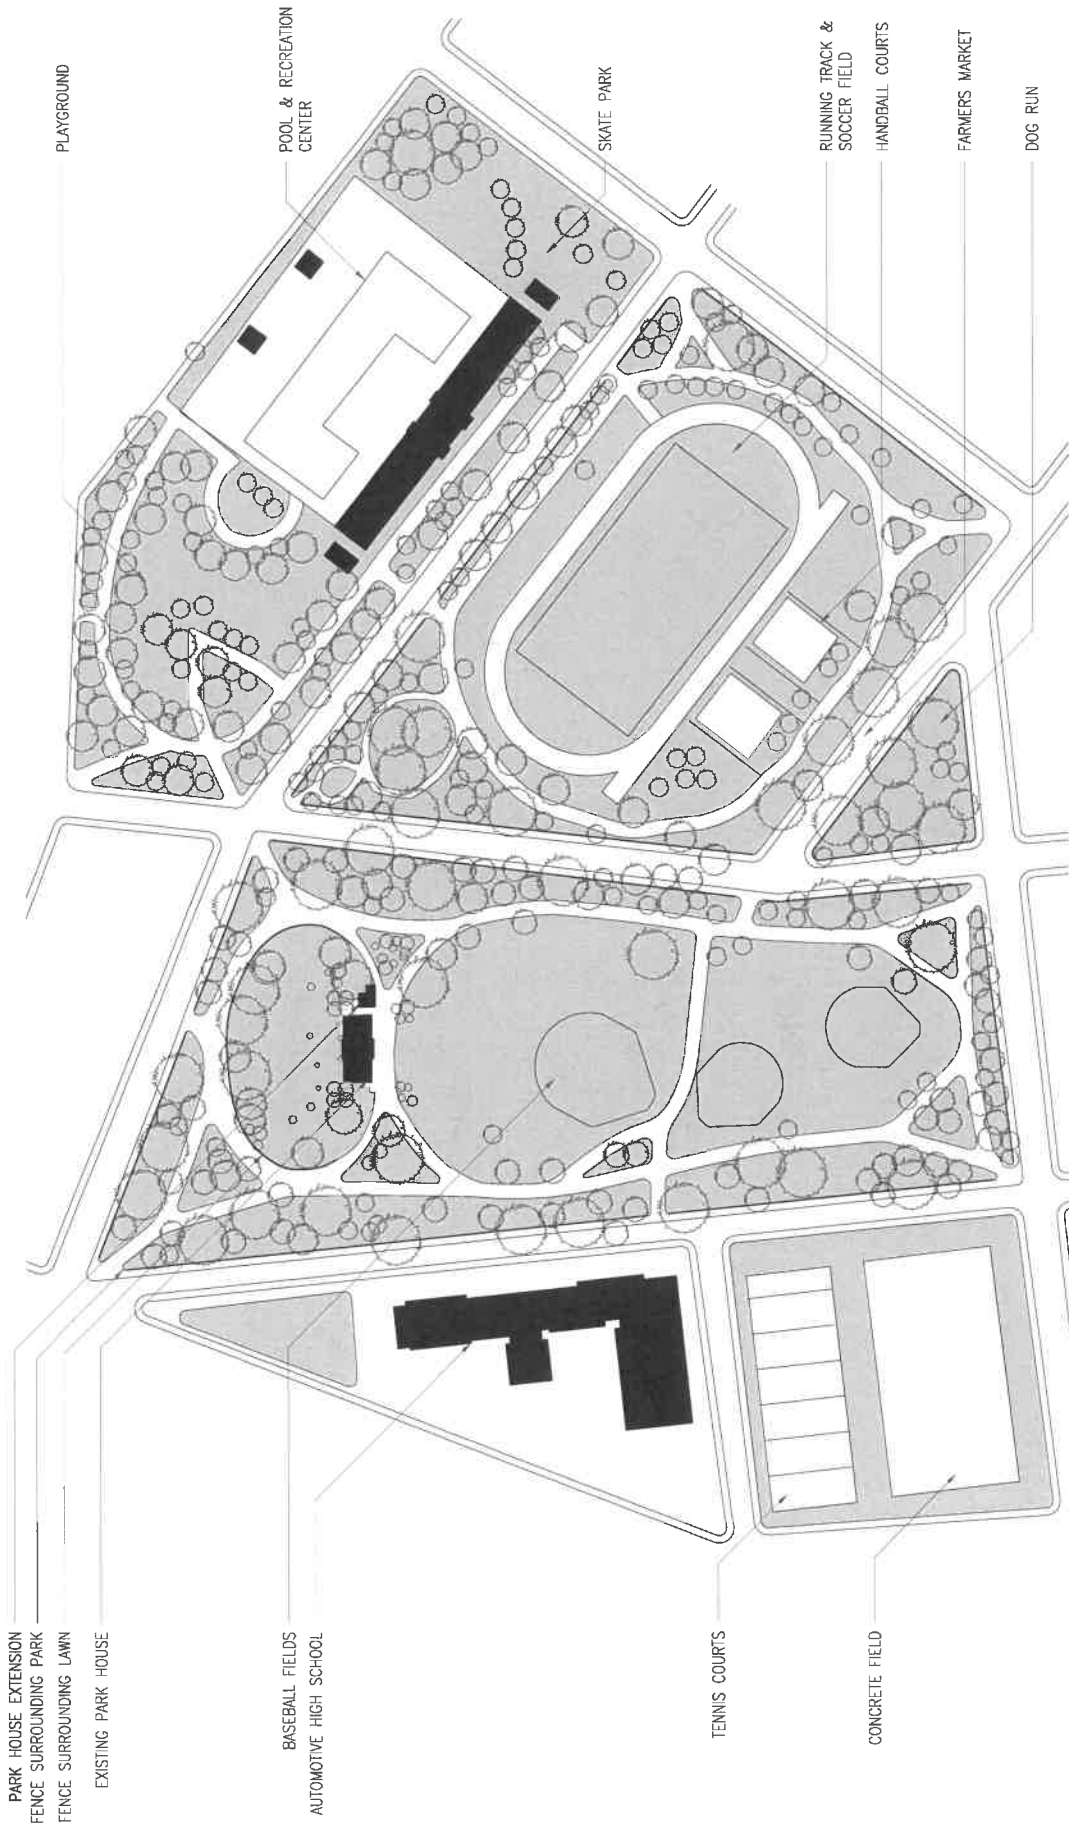 PARK HOUSE EXTENSION
FENCE SURROUNDING PARK
FENCE SURROUNDING LAWN
EXISTING PARK HOUSE
BASEBALL FIELDS
AUTOMOTIVE HIGH SCHOOL
TENNIS COURTS
CONCRETE FIELD
PLAYGROUND
POOL & RECREATION
CENTER
SKATE PARK
RUNNING TRACK &
SOCCER FIELD
HANDBALL COURTS
FARMERS MARKET
DOG RUN